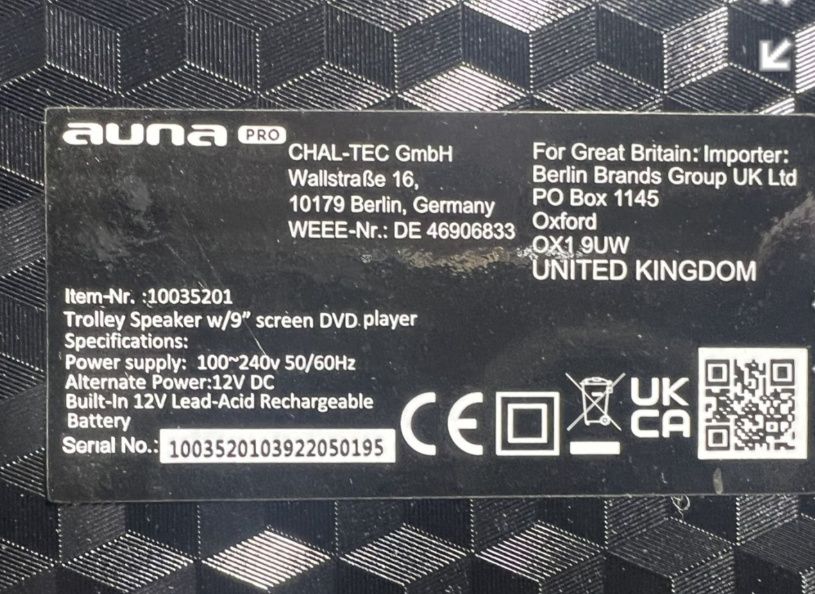 auna PRO
CHAL-TEC GmbH
Wallstraße 16,
10179 Berlin, Germany
WEEE-Nr.: DE 46906833
For Great Britain: Importer:
Berlin Brands Group UK Ltd
PO Box 1145
Oxford
OX1 9UW
UNITED KINGDOM
Item-Nr. :10035201
Trolley Speaker w/9” screen DVD player
Specifications:
Power supply: 100~240v 50/60Hz
Alternate Power:12V DC
Built-In 12V Lead-Acid Rechargeable
Battery
Serial No.: 1003520103922050195
CE
UK
CA